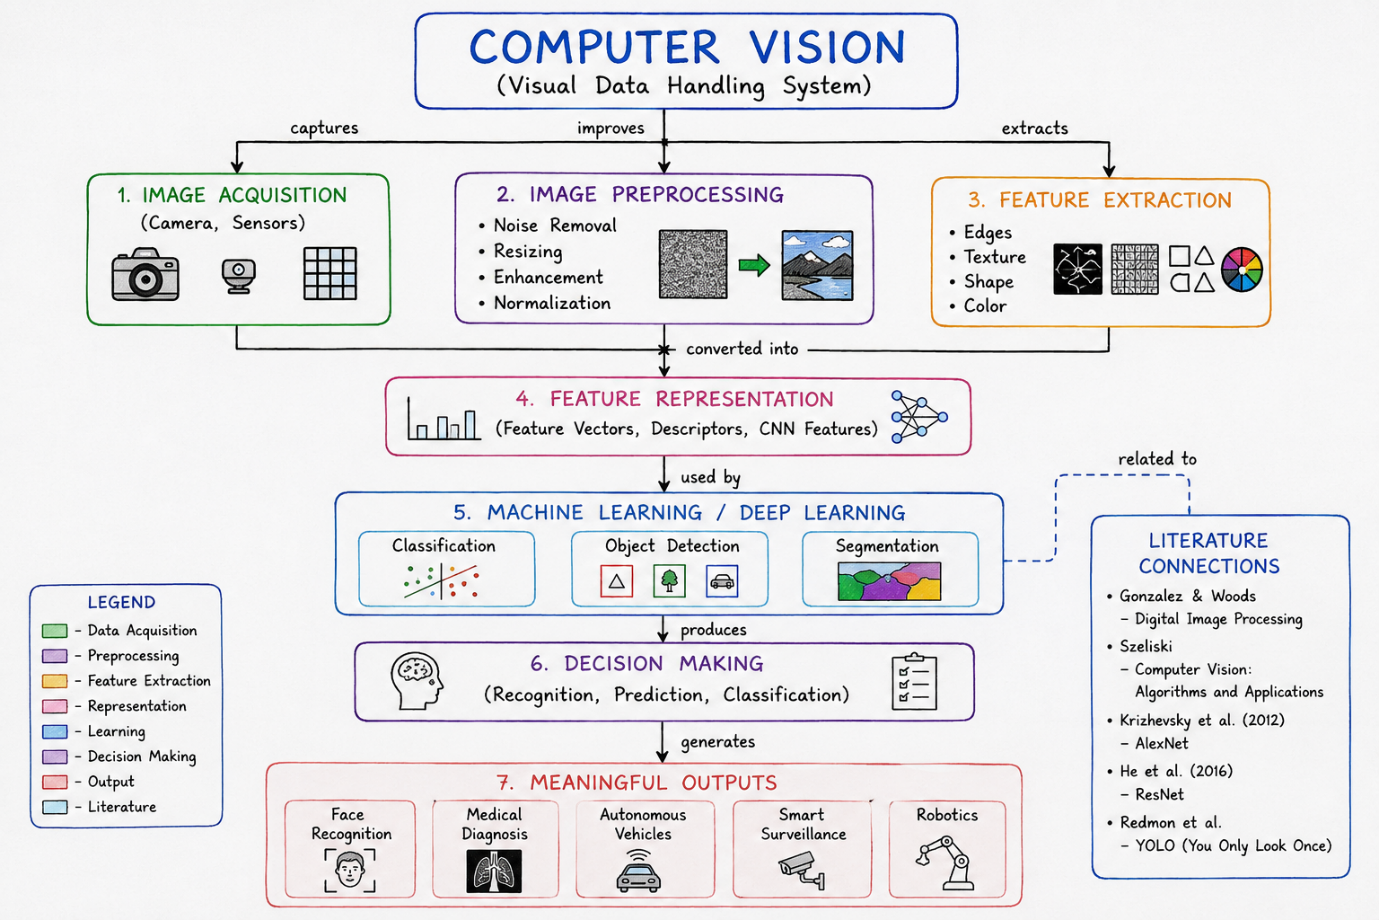 COMPUTER VISION
(Visual Data Handling System)
captures
improves
extracts
1. IMAGE ACQUISITION
(Camera, Sensors)
2. IMAGE PREPROCESSING
• Noise Removal
• Resizing
• Enhancement
• Normalization
3. FEATURE EXTRACTION
• Edges
• Texture
• Shape
• Color
converted into
4. FEATURE REPRESENTATION
(Feature Vectors, Descriptors, CNN Features)
used by
related to
5. MACHINE LEARNING / DEEP LEARNING
Classification
Object Detection
Segmentation
produces
6. DECISION MAKING
(Recognition, Prediction, Classification)
generates
7. MEANINGFUL OUTPUTS
Face
Recognition
Medical
Diagnosis
Autonomous
Vehicles
Smart
Surveillance
Robotics
LEGEND
- Data Acquisition
- Preprocessing
- Feature Extraction
- Representation
- Learning
- Decision Making
- Output
- Literature
LITERATURE
CONNECTIONS
• Gonzalez & Woods
– Digital Image Processing
• Szeliski
– Computer Vision:
Algorithms and Applications
• Krizhevsky et al. (2012)
– AlexNet
• He et al. (2016)
– ResNet
• Redmon et al.
– YOLO (You Only Look Once)